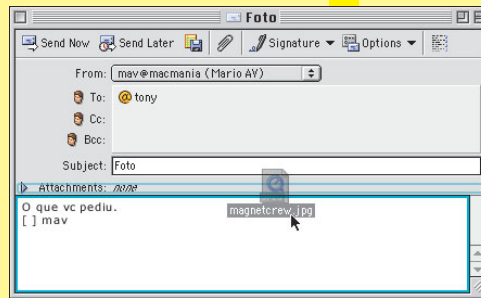 Foto
Send Now Send Later Signature Options
From: mav@macmania (Mario AV)
To: @ tony
Cc:
Bcc:
Subject: Foto
Attachments: none
magnetcrew.jpg
O que vc pediu.
[ ] mav